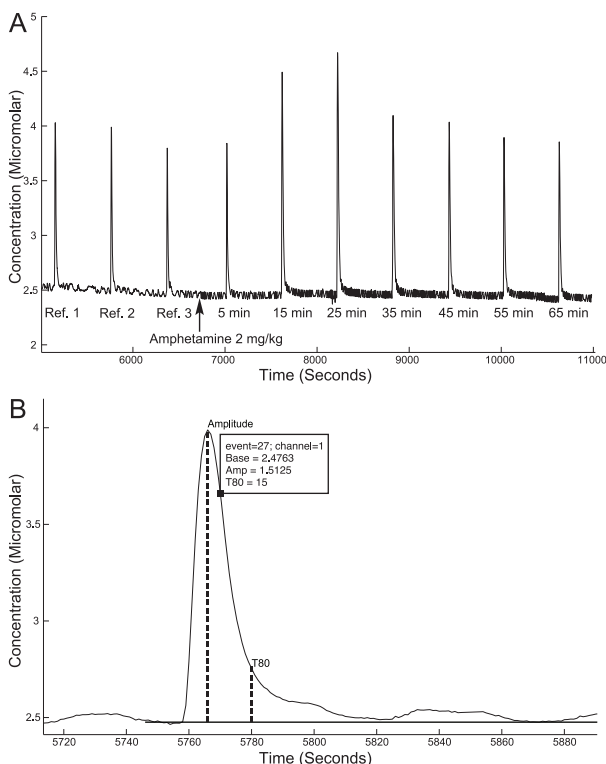 A
Concentration (Micromolar)
5
4.5
4
3.5
3
2.5
2
Ref. 1 Ref. 2 Ref. 3 5 min 15 min 25 min 35 min 45 min 55 min 65 min
Amphetamine 2 mg/kg
6000 7000 8000 9000 10000 11000
Time (Seconds)
B
Concentration (Micromolar)
4
3.5
3
2.5
Amplitude
event=27; channel=1
Base = 2.4763
Amp = 1.5125
T80 = 15
T80
5720 5740 5760 5780 5800 5820 5840 5860 5880
Time (Seconds)